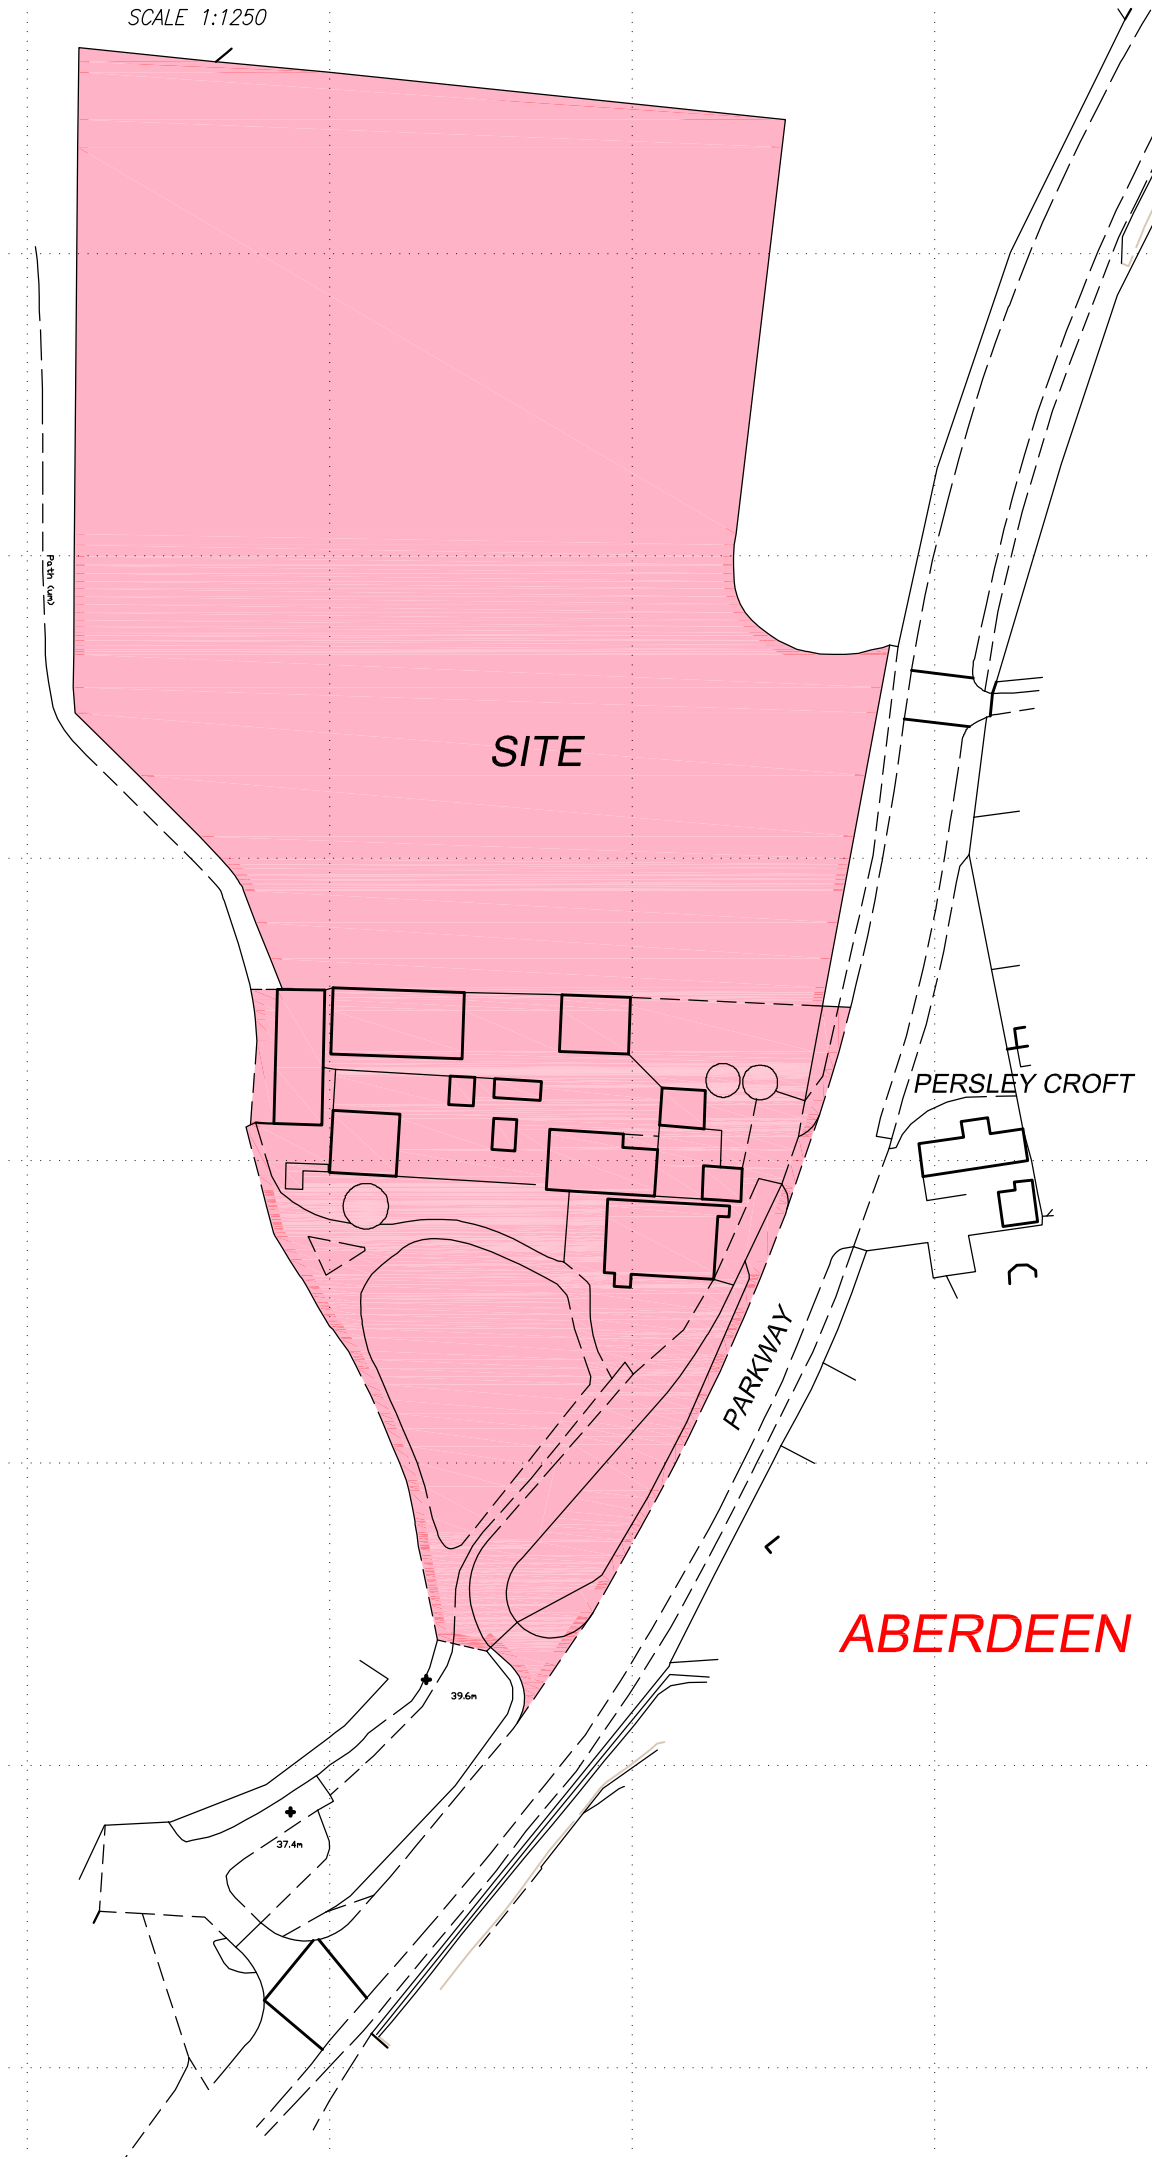 SCALE 1:1250
Path (um)
SITE
PERSLEY CROFT
PARKWAY
ABERDEEN
39.6m
37.4m